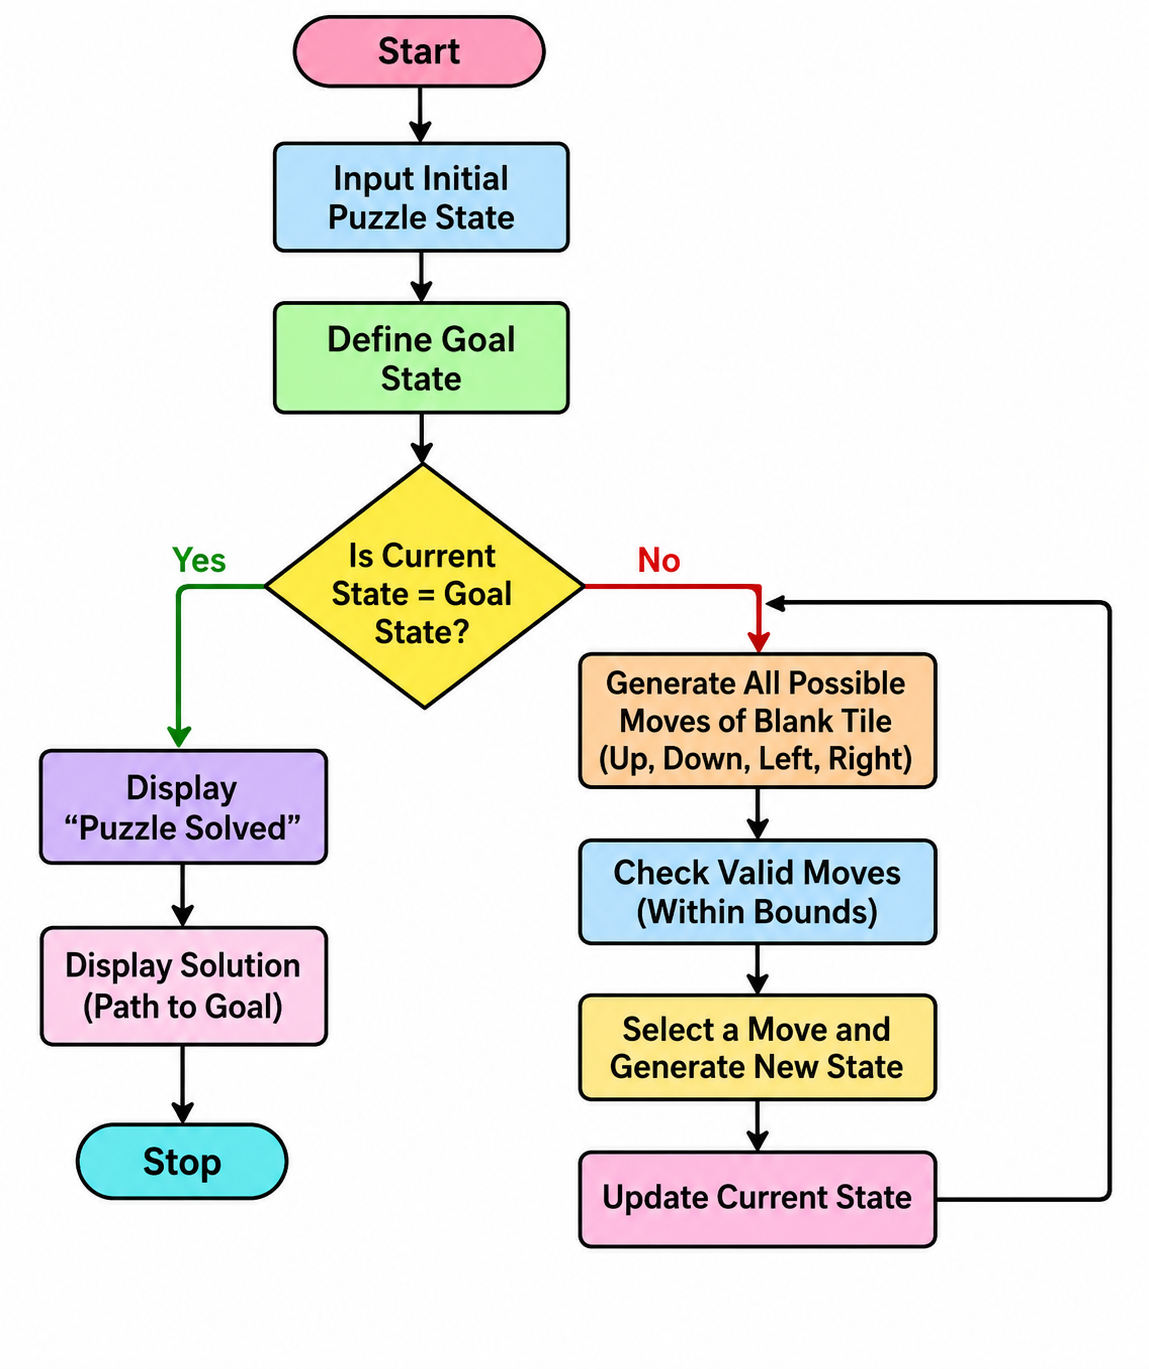 Start
Input Initial
Puzzle State
Define Goal
State
Is Current
State = Goal
State?
Yes
No
Generate All Possible
Moves of Blank Tile
(Up, Down, Left, Right)
Check Valid Moves
(Within Bounds)
Select a Move and
Generate New State
Update Current State
Display
“Puzzle Solved”
Display Solution
(Path to Goal)
Stop